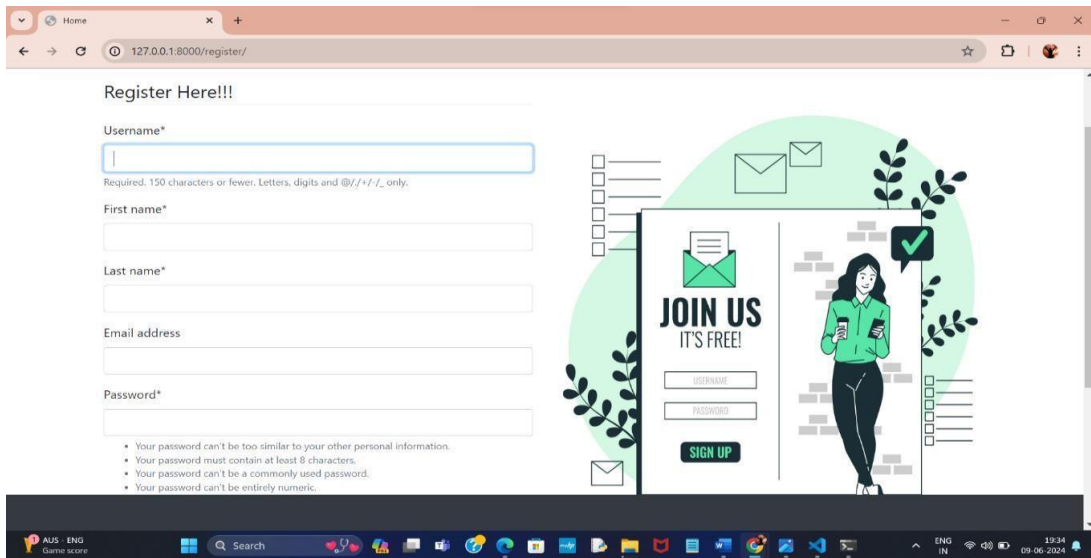 Home
127.0.0.1:8000/register/
Register Here!!!
Username*
Required. 150 characters or fewer. Letters, digits and @/./+/-/_ only.
First name*
Last name*
Email address
Password*
Your password can't be too similar to your other personal information.
Your password must contain at least 8 characters.
Your password can't be a commonly used password.
Your password can't be entirely numeric.
JOIN US
IT'S FREE!
USERNAME
PASSWORD
SIGN UP
1
AUS - ENG
Game score
Search
ENG
IN
19:34
09-06-2024